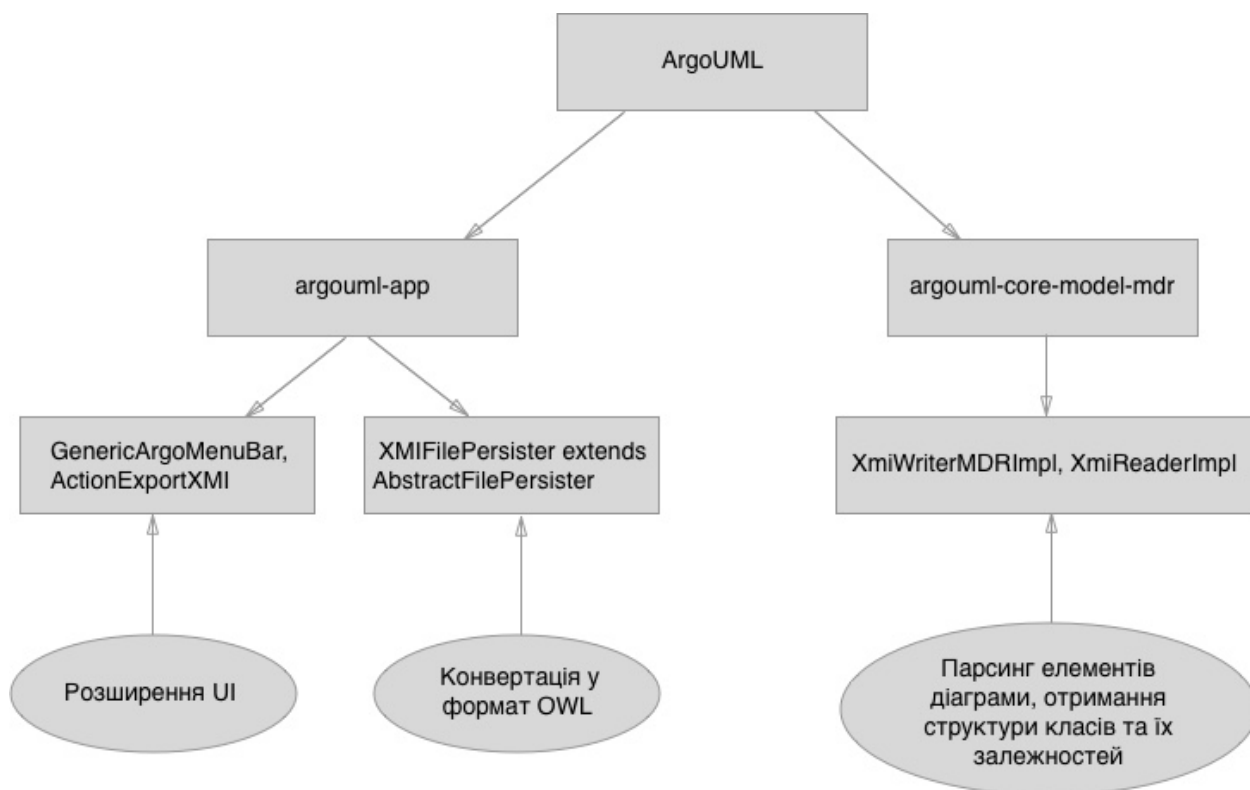 ArgoUML
argouml-app
argouml-core-model-mdr
GenericArgoMenuBar,
ActionExportXMI
XMIFilePersister extends
AbstractFilePersister
XmiWriterMDRImpl, XmiReaderImpl
Розширення UI
Конвертація у
формат OWL
Парсинг елементів
діаграми, отримання
структури класів та їх
залежностей